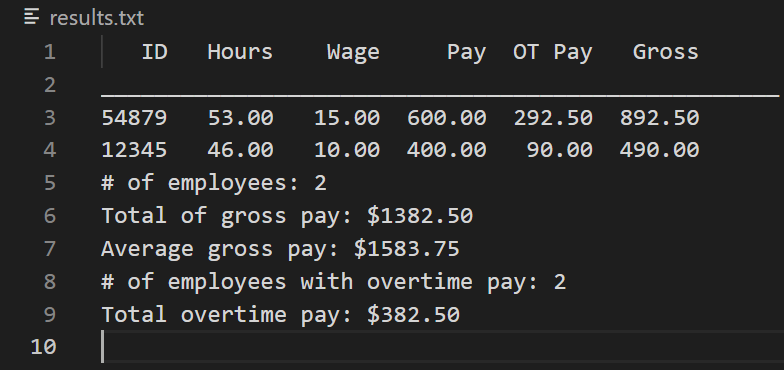 results.txt
1 ID Hours Wage Pay OT Pay Gross
2 ___________________________________________________
3 54879 53.00 15.00 600.00 292.50 892.50
4 12345 46.00 10.00 400.00 90.00 490.00
5 # of employees: 2
6 Total of gross pay: $1382.50
7 Average gross pay: $1583.75
8 # of employees with overtime pay: 2
9 Total overtime pay: $382.50
10